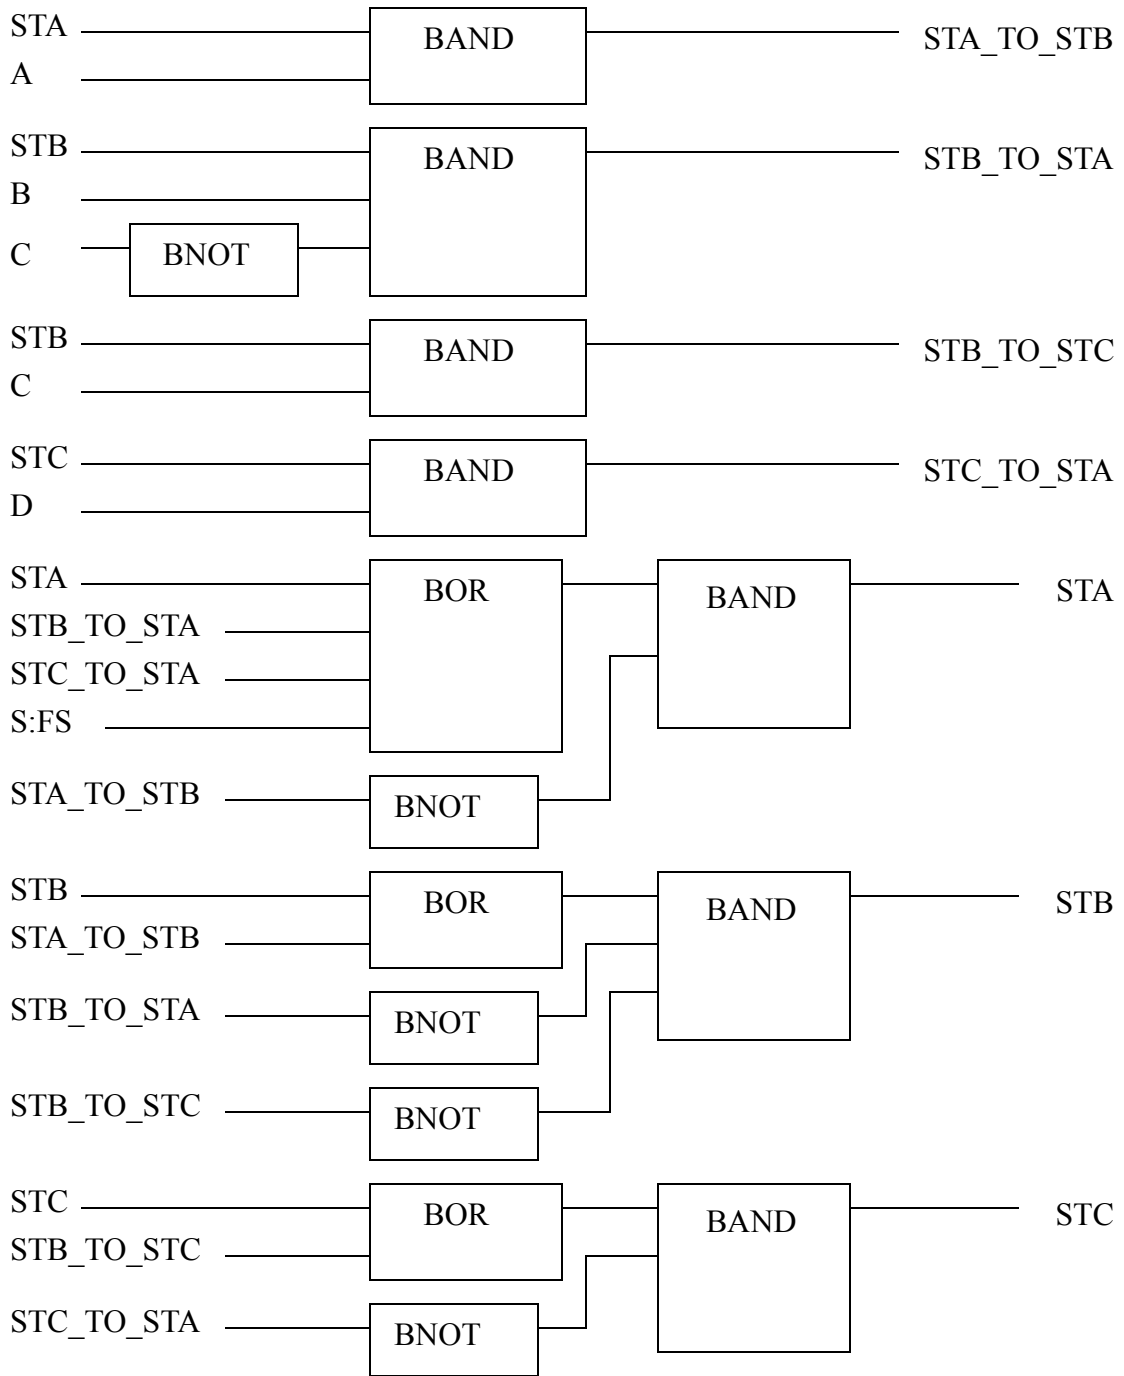 STA
BAND
STA_TO_STB
A
STB
BAND
STB_TO_STA
B
C
BNOT
STB
BAND
STB_TO_STC
C
STC
BAND
STC_TO_STA
D
STA
BOR
BAND
STA
STB_TO_STA
STC_TO_STA
S:FS
STA_TO_STB
BNOT
STB
BOR
BAND
STB
STA_TO_STB
STB_TO_STA
BNOT
STB_TO_STC
BNOT
STC
BOR
BAND
STC
STB_TO_STC
STC_TO_STA
BNOT